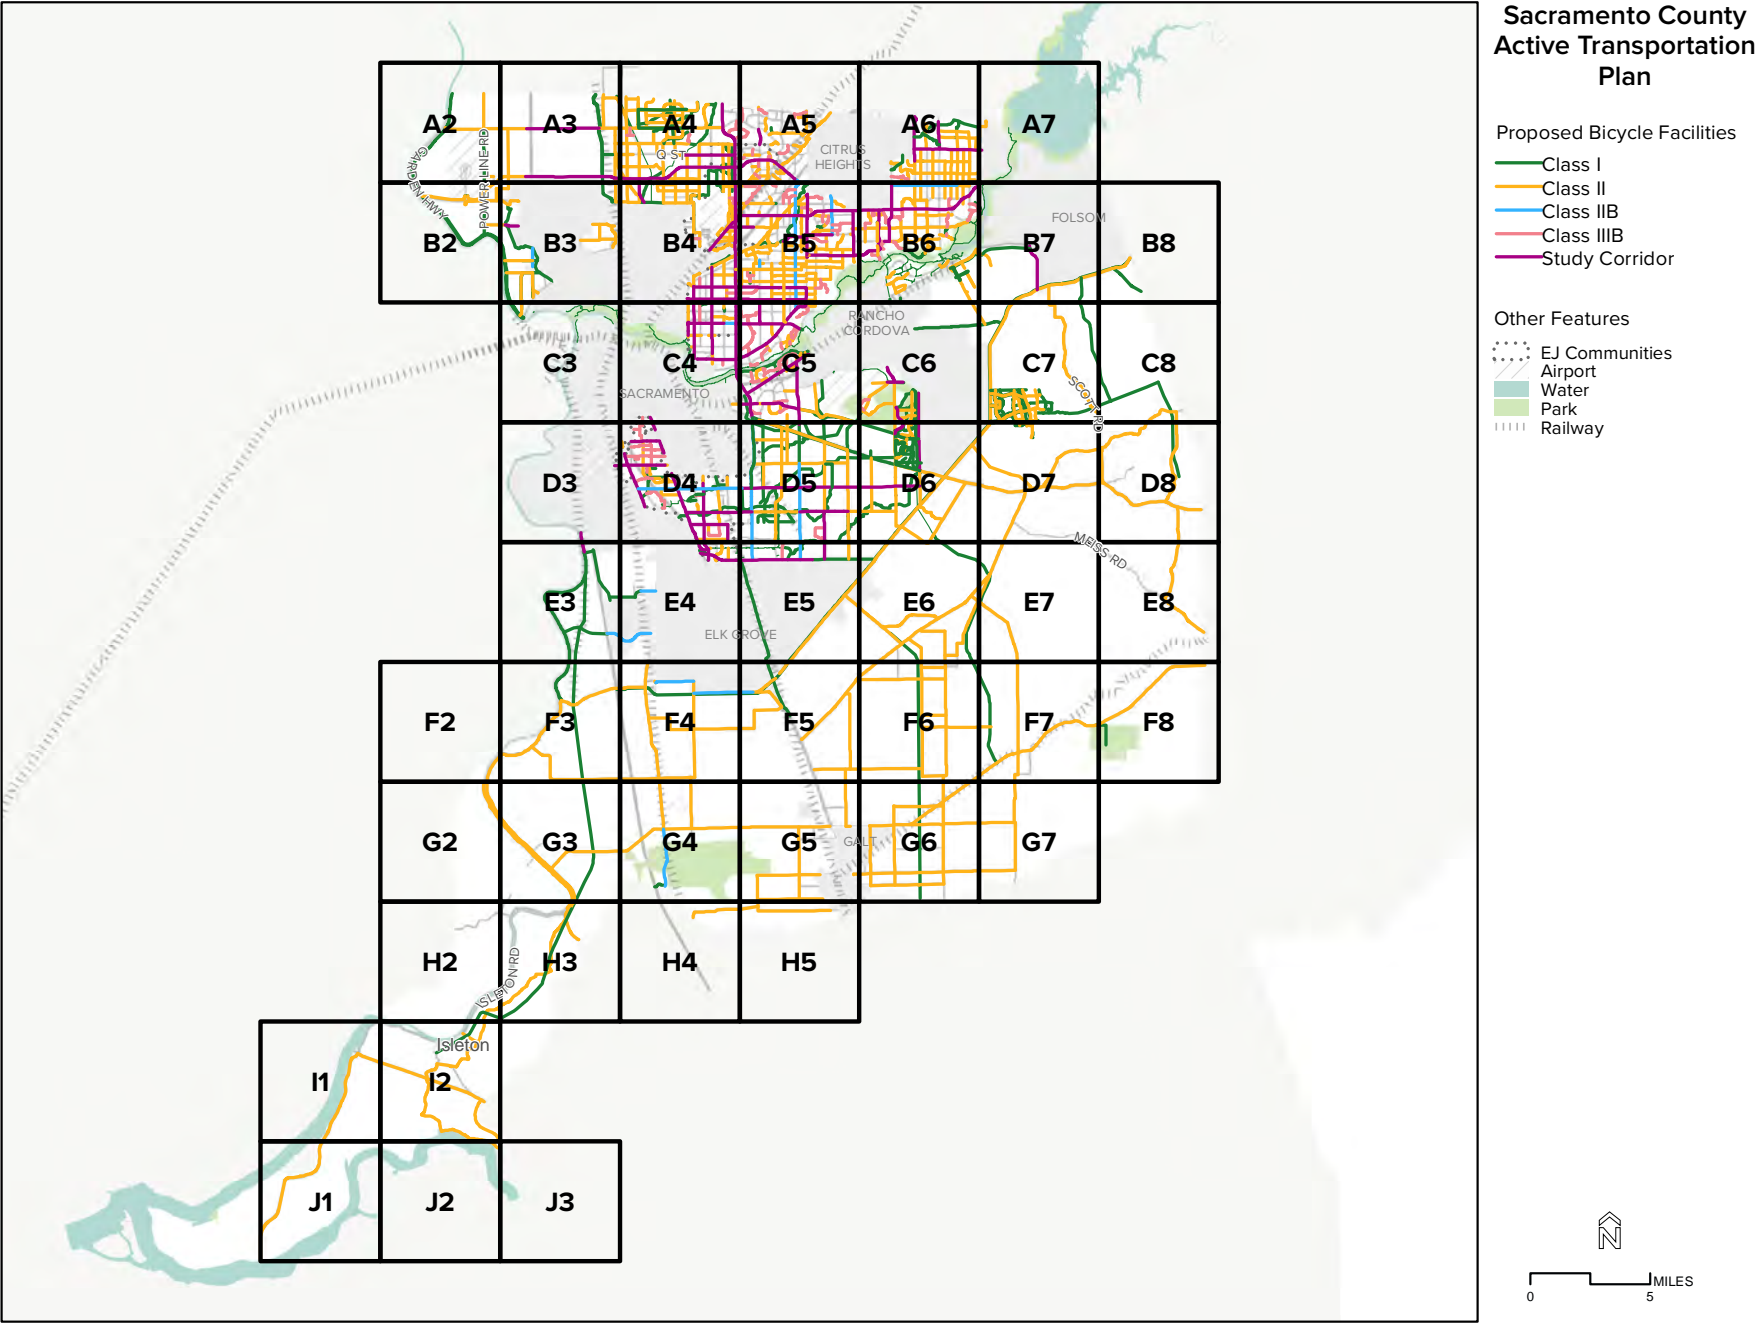 Sacramento County
Active Transportation
Plan
Proposed Bicycle Facilities
Class I
Class II
Class IIB
Class IIIB
Study Corridor
Other Features
EJ Communities
Airport
Water
Park
Railway
N
MILES
0 5
A2 A3 A4 A5 A6 A7
Q ST
CITRUS
HEIGHTS
GARDEN HWY
POWER LINE RD
FOLSOM
B2 B3 B4 B5 B6 B7 B8
RANCHO
CORDOVA
C3 C4 C5 C6 C7 C8
SACRAMENTO
SCOTT RD
D3 D4 D5 D6 D7 D8
MEISS RD
E3 E4 E5 E6 E7 E8
ELK GROVE
F2 F3 F4 F5 F6 F7 F8
G2 G3 G4 G5 G6 G7
GALT
H2 H3 H4 H5
ISLETON RD
Isleton
I1 I2
J1 J2 J3